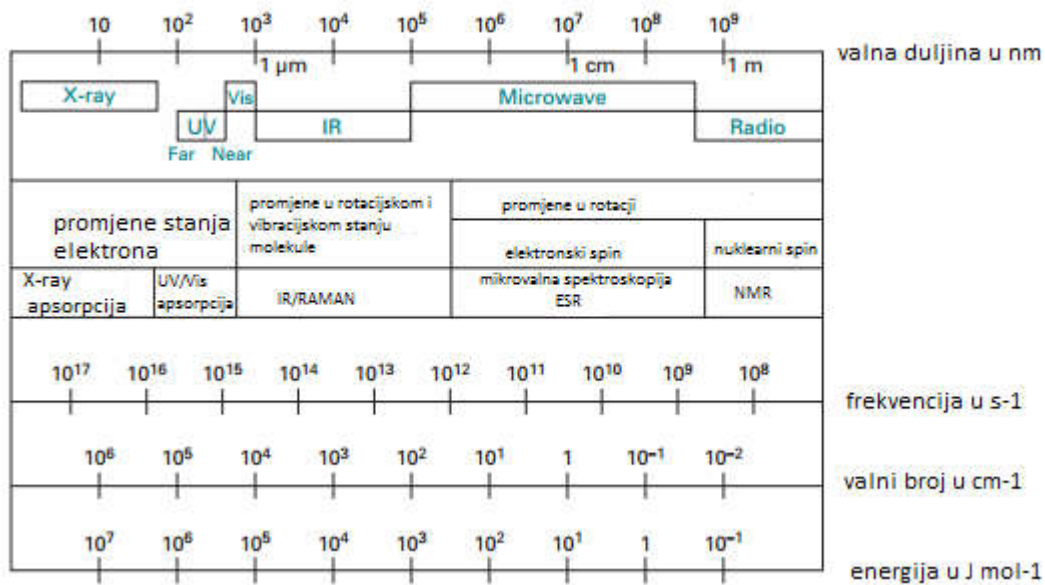 10 10² 10³ 10⁴ 10⁵ 10⁶ 10⁷ 10⁸ 10⁹
valna duljina u nm
1 µm 1 cm 1 m
X-ray Vis Microwave
UV IR Radio
Far Near
promjene stanja
elektrona
promjene u rotacijskom i
vibracijskom stanju
molekule
promjene u rotacji
elektronski spin
nuklearni spin
X-ray
apsorpcija
UV/Vis
apsorpcija
IR/RAMAN
mikrovalna spektroskopija
ESR
NMR
10¹⁷ 10¹⁶ 10¹⁵ 10¹⁴ 10¹³ 10¹² 10¹¹ 10¹⁰ 10⁹ 10⁸
frekvencija u s-1
10⁶ 10⁵ 10⁴ 10³ 10² 10¹ 1 10⁻¹ 10⁻²
valni broj u cm-1
10⁷ 10⁶ 10⁵ 10⁴ 10³ 10² 10¹ 1 10⁻¹
energija u J mol-1